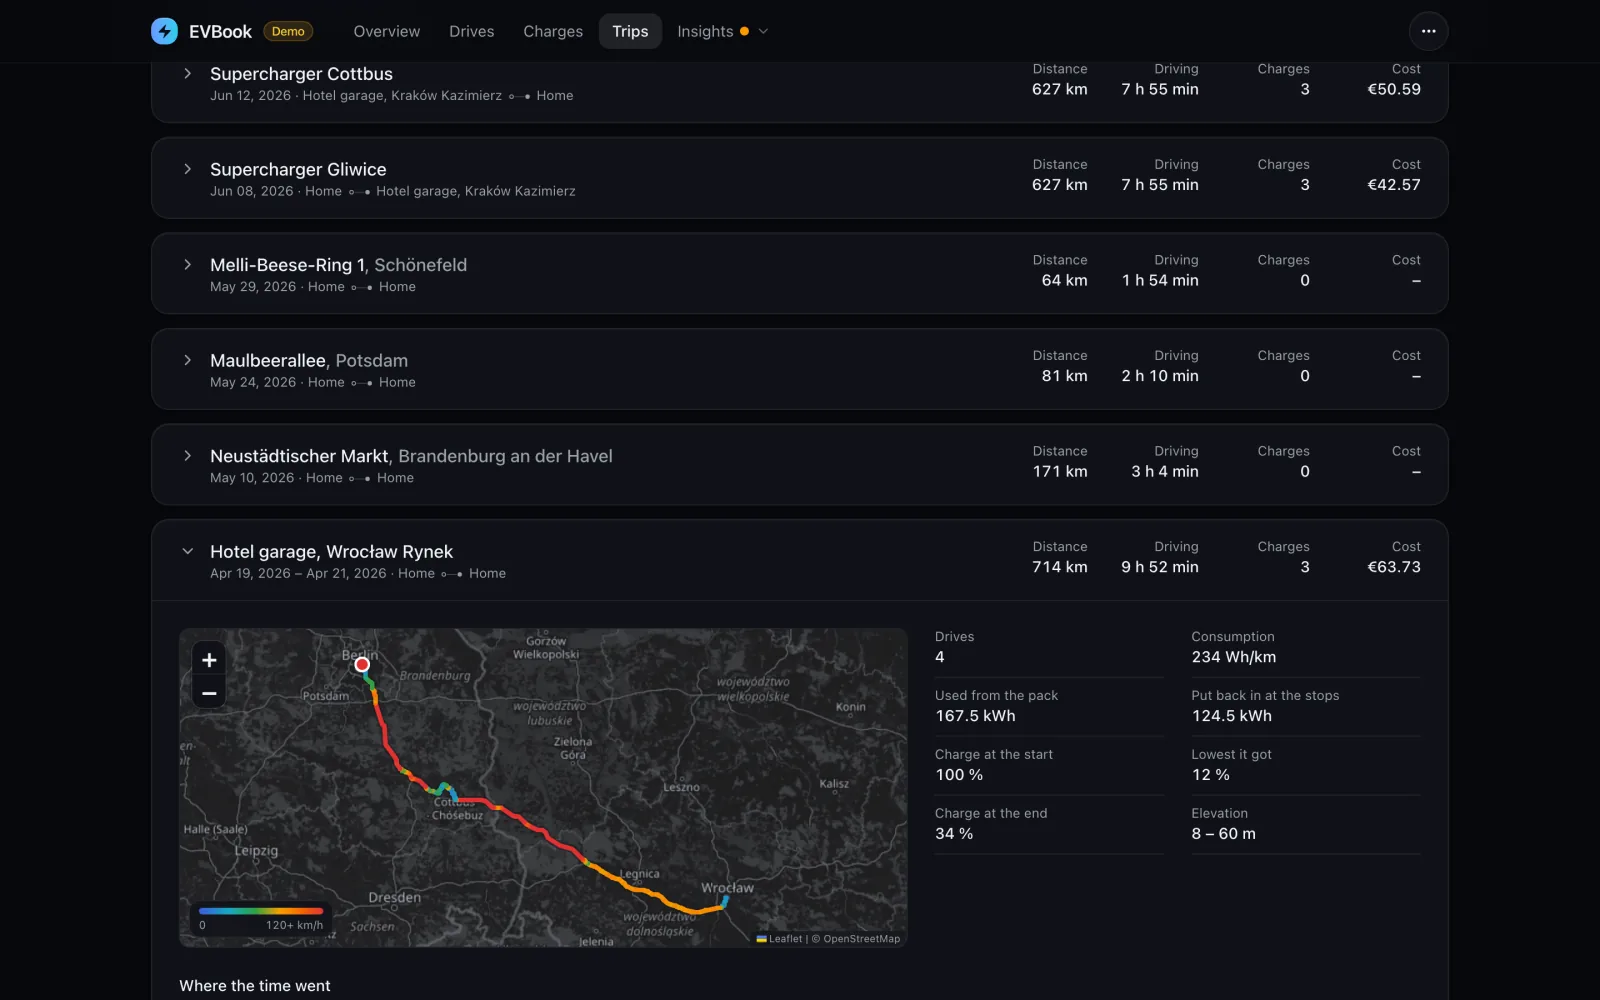 EVBook Demo Overview Drives Charges Trips Insights
Supercharger Cottbus
Jun 12, 2026 · Hotel garage, Kraków Kazimierz Home
Distance Driving Charges Cost
627 km 7 h 55 min 3 €50.59
Supercharger Gliwice
Jun 08, 2026 · Home Hotel garage, Kraków Kazimierz
Distance Driving Charges Cost
627 km 7 h 55 min 3 €42.57
Melli-Beese-Ring 1, Schönefeld
May 29, 2026 · Home Home
Distance Driving Charges Cost
64 km 1 h 54 min 0 –
Maulbeerallee, Potsdam
May 24, 2026 · Home Home
Distance Driving Charges Cost
81 km 2 h 10 min 0 –
Neustädtischer Markt, Brandenburg an der Havel
May 10, 2026 · Home Home
Distance Driving Charges Cost
171 km 3 h 4 min 0 –
Hotel garage, Wrocław Rynek
Apr 19, 2026 – Apr 21, 2026 · Home Home
Distance Driving Charges Cost
714 km 9 h 52 min 3 €63.73
+
−
Gorzów
Wielkopolski
Berlin
Brandenburg
Potsdam
województwo
wielkopolskie
województwo
lubuskie
Konin
Zielona
Góra
Leszno
Kalisz
Cottbus
Chóśebuz
Halle (Saale)
Leipzig
Legnica
Wrocław
Dresden
województwo
dolnośląskie
Sachsen
Jelenia
0 120+ km/h
Leaflet | © OpenStreetMap
Drives
4
Consumption
234 Wh/km
Used from the pack
167.5 kWh
Put back in at the stops
124.5 kWh
Charge at the start
100 %
Lowest it got
12 %
Charge at the end
34 %
Elevation
8 – 60 m
Where the time went